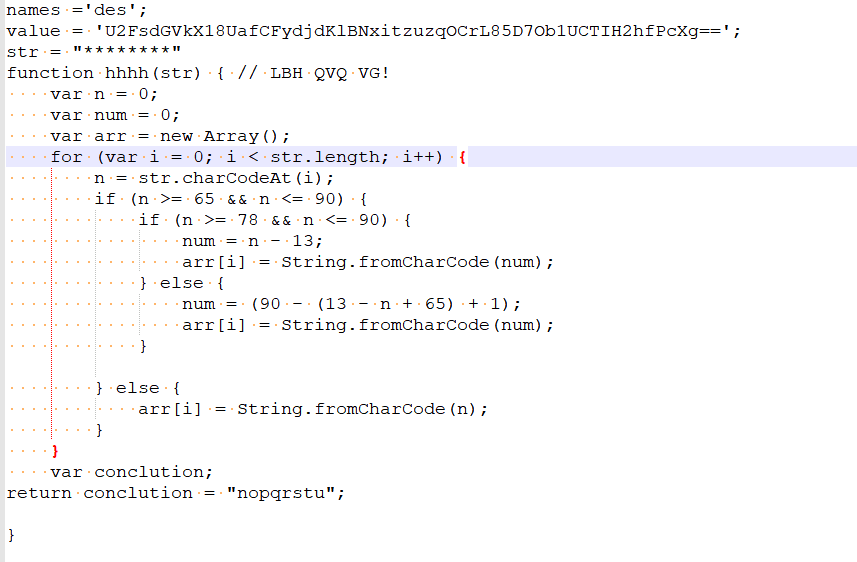 names ='des';
value = 'U2FsdGVkX18UafCFydjdKlBNxitzuzqOCrL85D7Ob1UCTIH2hfPcXg==';
str = "********"
function hhhh(str) { // LBH QVQ VG!
    var n = 0;
    var num = 0;
    var arr = new Array();
    for (var i = 0; i < str.length; i++) {
        n = str.charCodeAt(i);
        if (n >= 65 && n <= 90) {
            if (n >= 78 && n <= 90) {
                num = n - 13;
                arr[i] = String.fromCharCode(num);
            } else {
                num = (90 - (13 - n + 65) + 1);
                arr[i] = String.fromCharCode(num);
            }
        } else {
            arr[i] = String.fromCharCode(n);
        }
    }
    var conclution;
return conclution = "nopqrstu";
}